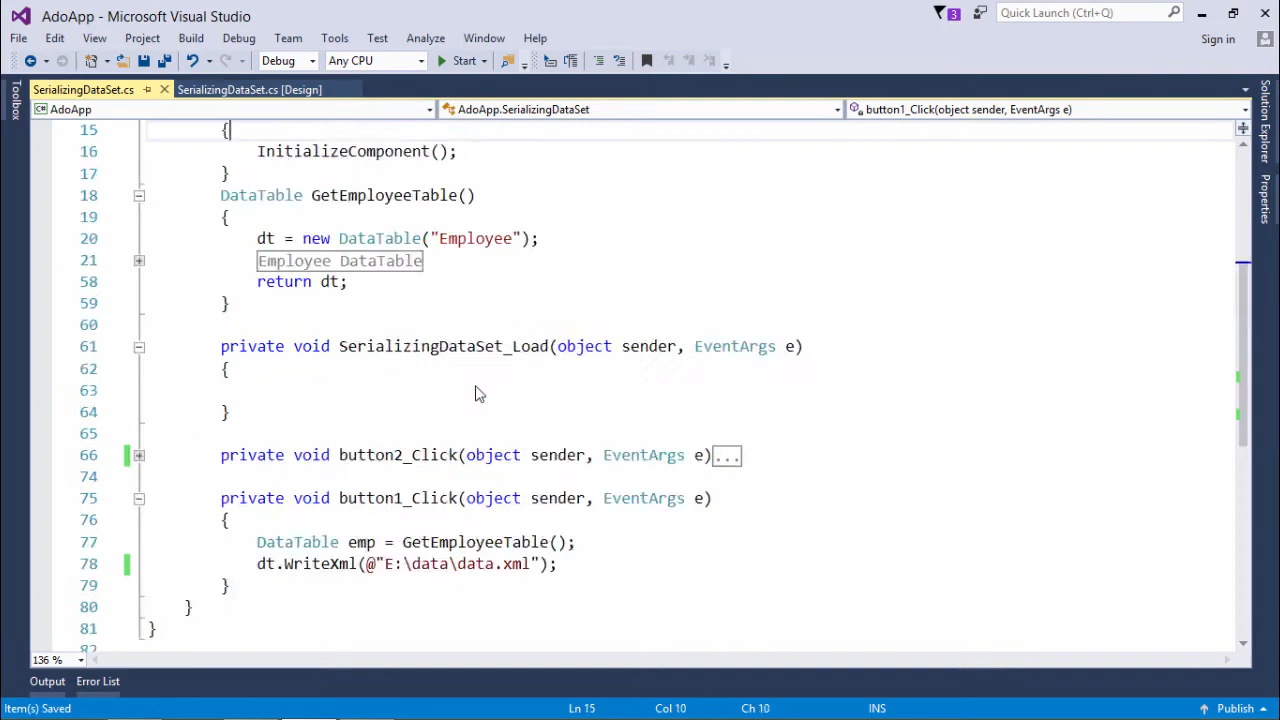 AdoApp - Microsoft Visual Studio
3
Quick Launch (Ctrl+Q)
File Edit View Project Build Debug Team Tools Test Analyze Window Help
Sign in
Debug Any CPU Start
Toolbox
SerializingDataSet.cs SerializingDataSet.cs [Design]
AdoApp AdoApp.SerializingDataSet button1_Click(object sender, EventArgs e)
Solution Explorer
Properties
15 {
16 InitializeComponent();
17 }
18 DataTable GetEmployeeTable()
19 {
20 dt = new DataTable("Employee");
21 Employee DataTable
58 return dt;
59 }
60
61 private void SerializingDataSet_Load(object sender, EventArgs e)
62 {
63
64 }
65
66 private void button2_Click(object sender, EventArgs e)...
74
75 private void button1_Click(object sender, EventArgs e)
76 {
77 DataTable emp = GetEmployeeTable();
78 dt.WriteXml(@"E:\data\data.xml");
79 }
80 }
81 }
82
136 %
Output Error List
Item(s) Saved Ln 15 Col 10 Ch 10 INS Publish